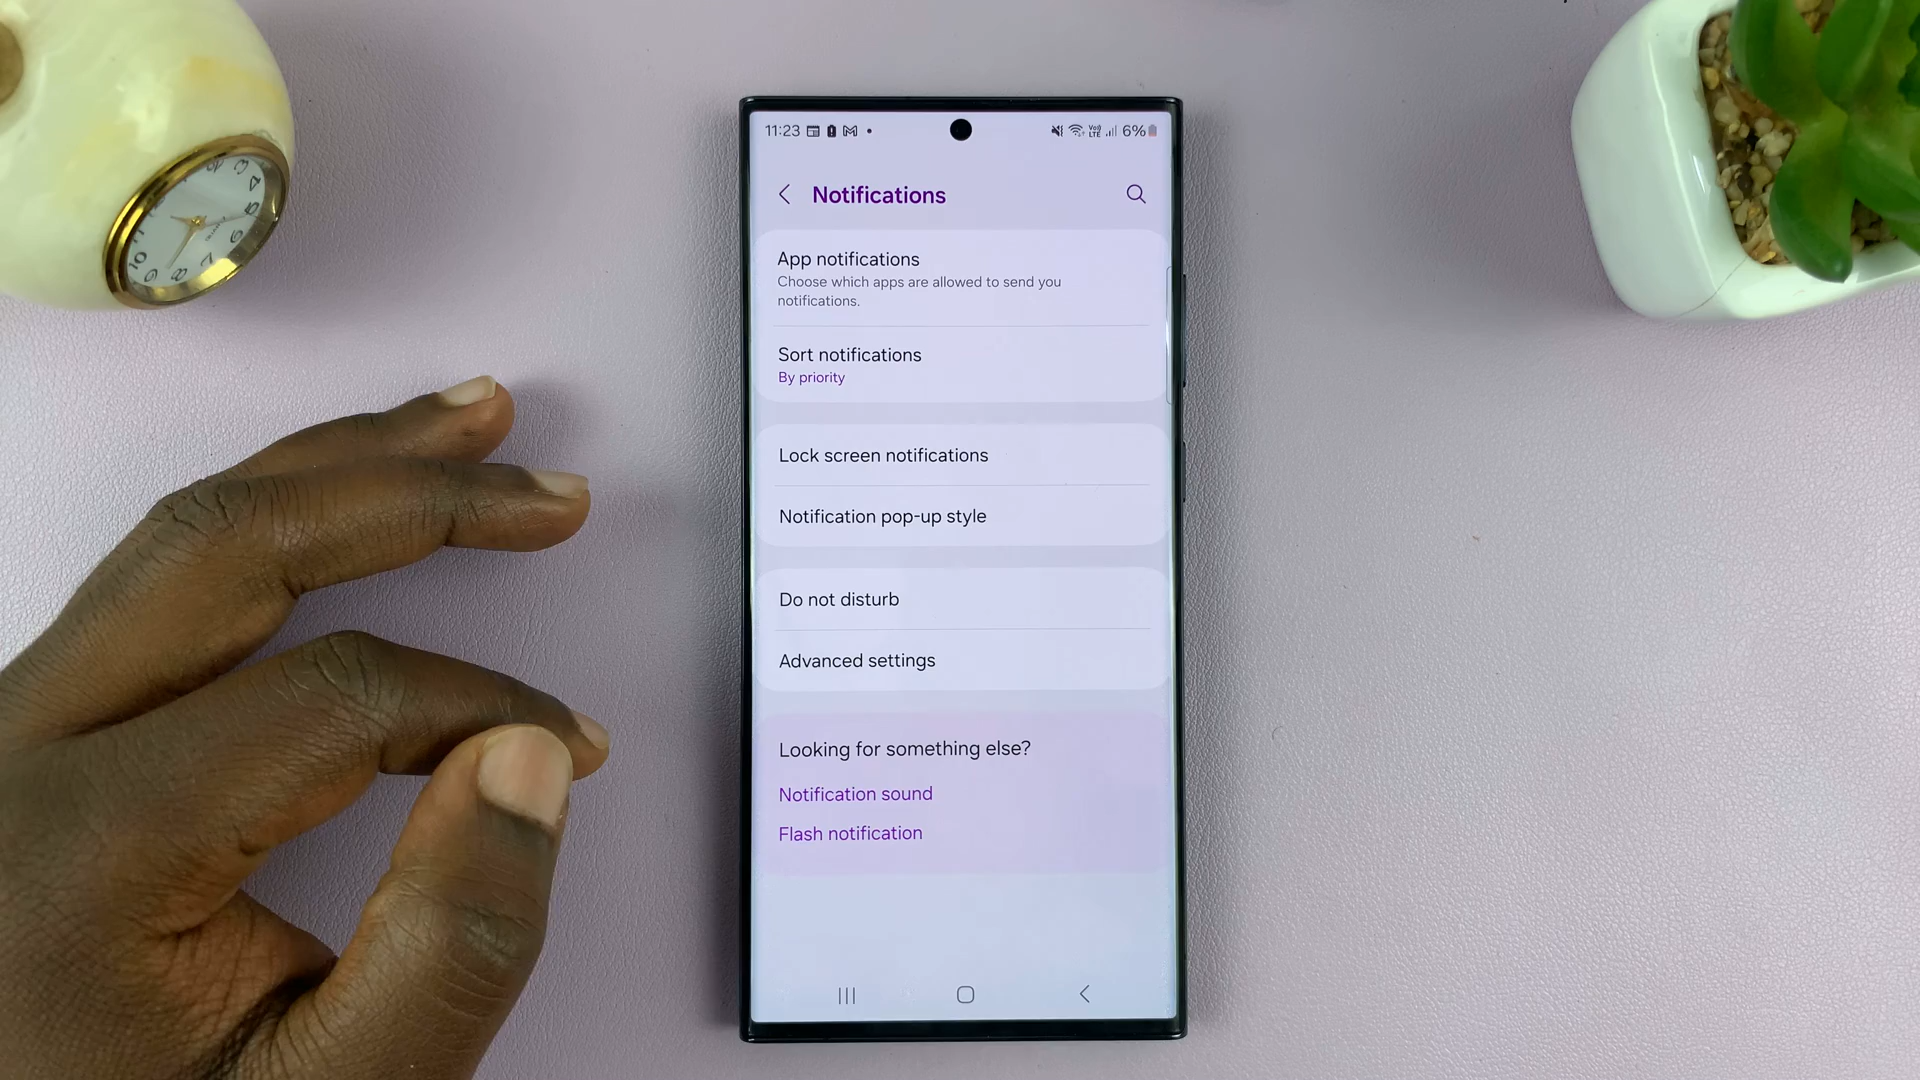 11:23 6%
Notifications
App notifications
Choose which apps are allowed to send you
notifications.
Sort notifications
By priority
Lock screen notifications
Notification pop-up style
Do not disturb
Advanced settings
Looking for something else?
Notification sound
Flash notification